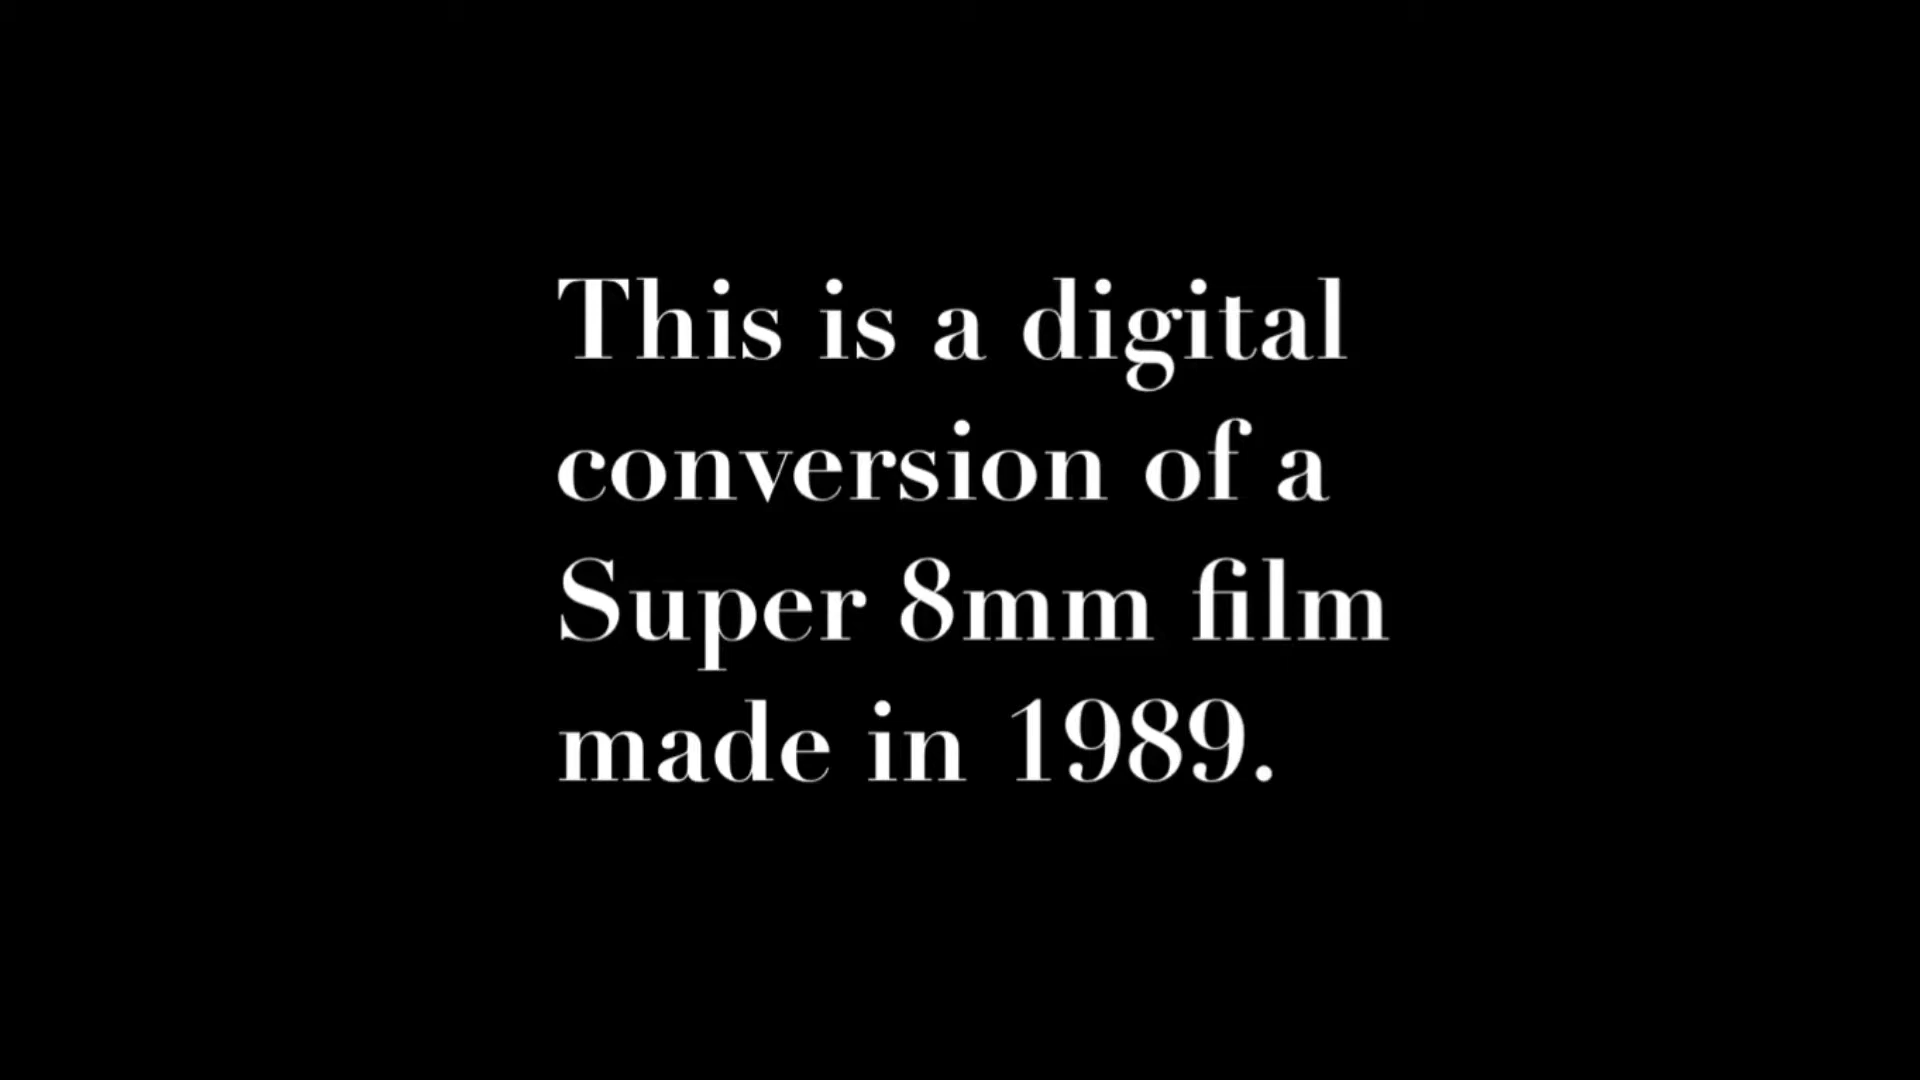 This is a digital
conversion of a
Super 8mm film
made in 1989.